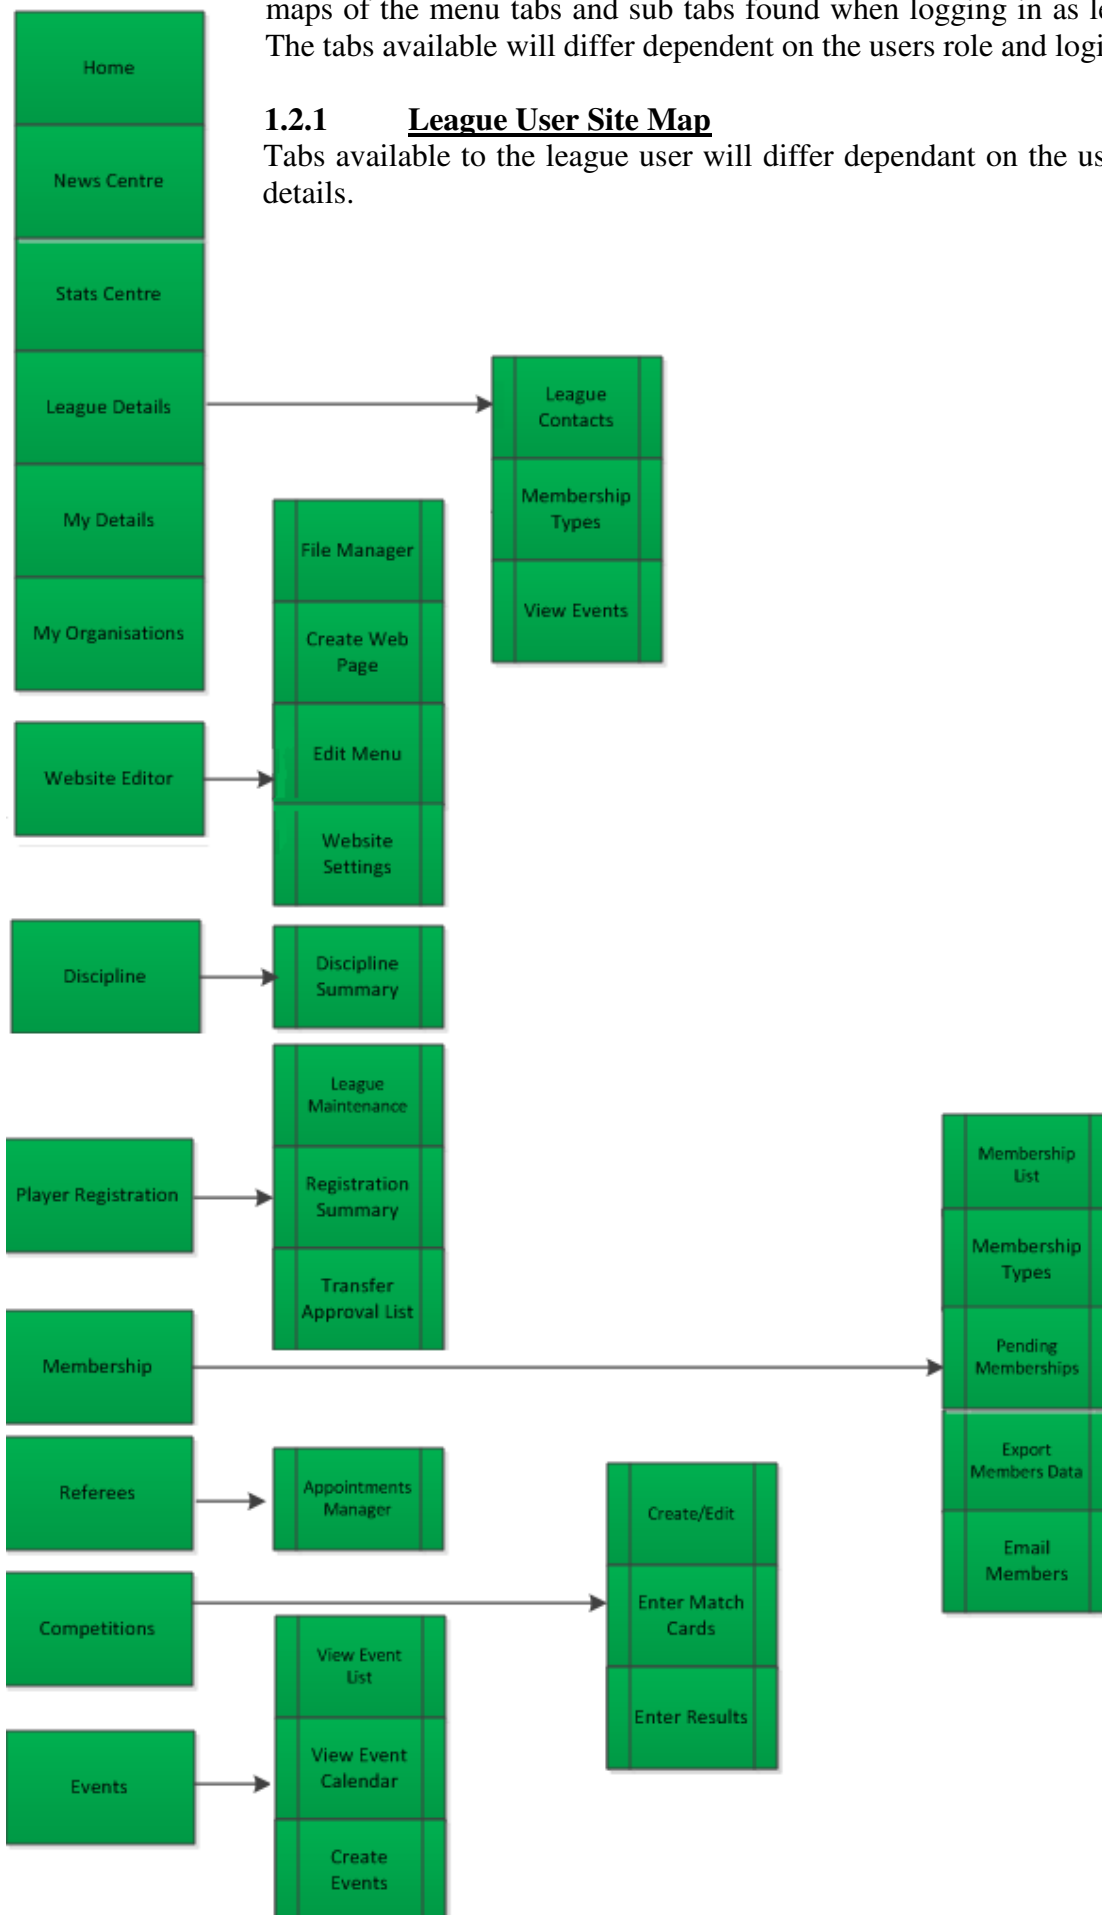 maps of the menu tabs and sub tabs found when logging in as
The tabs available will differ dependent on the users role and
1.2.1 League User Site Map
Tabs available to the league user will differ dependant on the
details.
Home
News Centre
Stats Centre
League Details
My Details
My Organisations
League
Contacts
Membership
Types
View Events
Website Editor
File Manager
Create Web
Page
Edit Menu
Website
Settings
Discipline
Discipline
Summary
Player Registration
League
Maintenance
Registration
Summary
Transfer
Approval List
Membership
Membership
List
Membership
Types
Pending
Memberships
Export
Members Data
Email
Members
Referees
Appointments
Manager
Competitions
Create/Edit
Enter Match
Cards
Enter Results
Events
View Event
List
View Event
Calendar
Create
Events